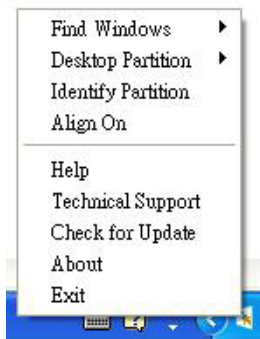 Find Windows
Desktop Partition
Identify Partition
Align On
Help
Technical Support
Check for Update
About
Exit